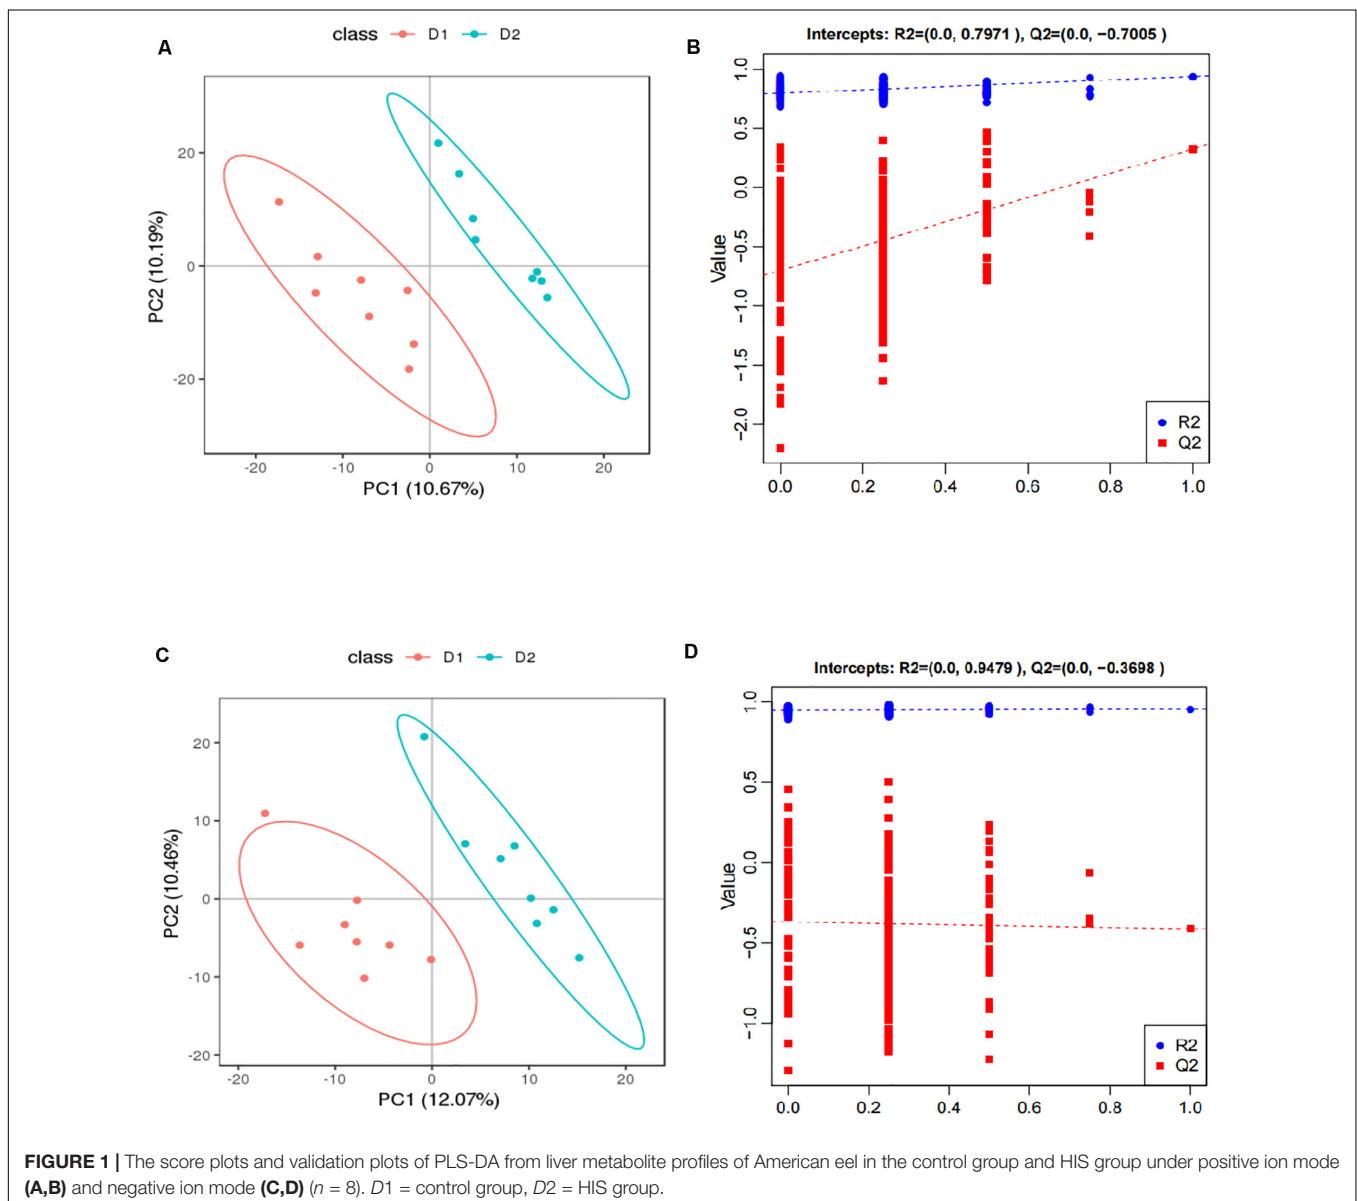 A
class D1 D2
20
0
-20
-20 -10 0 10 20
PC2 (10.19%)
PC1 (10.67%)
B
Intercepts: R2=(0.0, 0.7971 ), Q2=(0.0, −0.7005 )
1.0
0.5
0.0
−0.5
−1.0
−1.5
−2.0
Value
0.0 0.2 0.4 0.6 0.8 1.0
R2
Q2
C
class D1 D2
20
10
0
-10
-20
-20 -10 0 10 20
PC2 (10.46%)
PC1 (12.07%)
D
Intercepts: R2=(0.0, 0.9479 ), Q2=(0.0, −0.3698 )
1.0
0.5
0.0
−0.5
−1.0
Value
0.0 0.2 0.4 0.6 0.8 1.0
R2
Q2
FIGURE 1 | The score plots and validation plots of PLS-DA from liver metabolite profiles of American eel in the control group and HIS group under positive ion mode
(A,B) and negative ion mode (C,D) (n = 8). D1 = control group, D2 = HIS group.